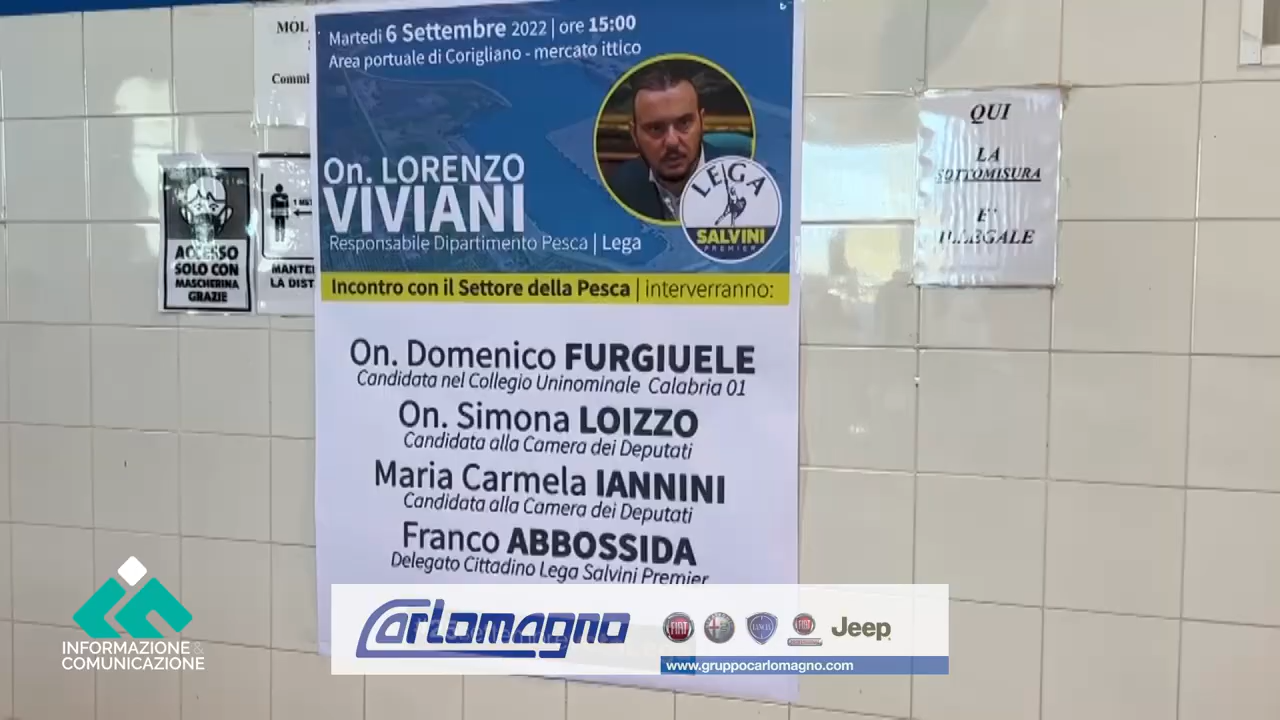 MOL
Commi
Martedì 6 Settembre 2022 | ore 15:00
Area portuale di Corigliano - mercato ittico
On. LORENZO
VIVIANI
Responsabile Dipartimento Pesca | Lega
LEGA
SALVINI
PREMIER
Incontro con il Settore della Pesca | interverranno:
On. Domenico FURGIUELE
Candidata nel Collegio Uninominale Calabria 01
On. Simona LOIZZO
Candidata alla Camera dei Deputati
Maria Carmela IANNINI
Candidata alla Camera dei Deputati
Franco ABBOSSIDA
Delegato Cittadino Lega Salvini Premier
ACCESSO
SOLO CON
MASCHERINA
GRAZIE
1 MET
MANTE
LA DIST
QUI
LA
SOTTOMISURA
E'
ILLEGALE
INFORMAZIONE&
COMUNICAZIONE
Carlomagno
FIAT
LANCIA
FIAT
Jeep
www.gruppocarlomagno.com